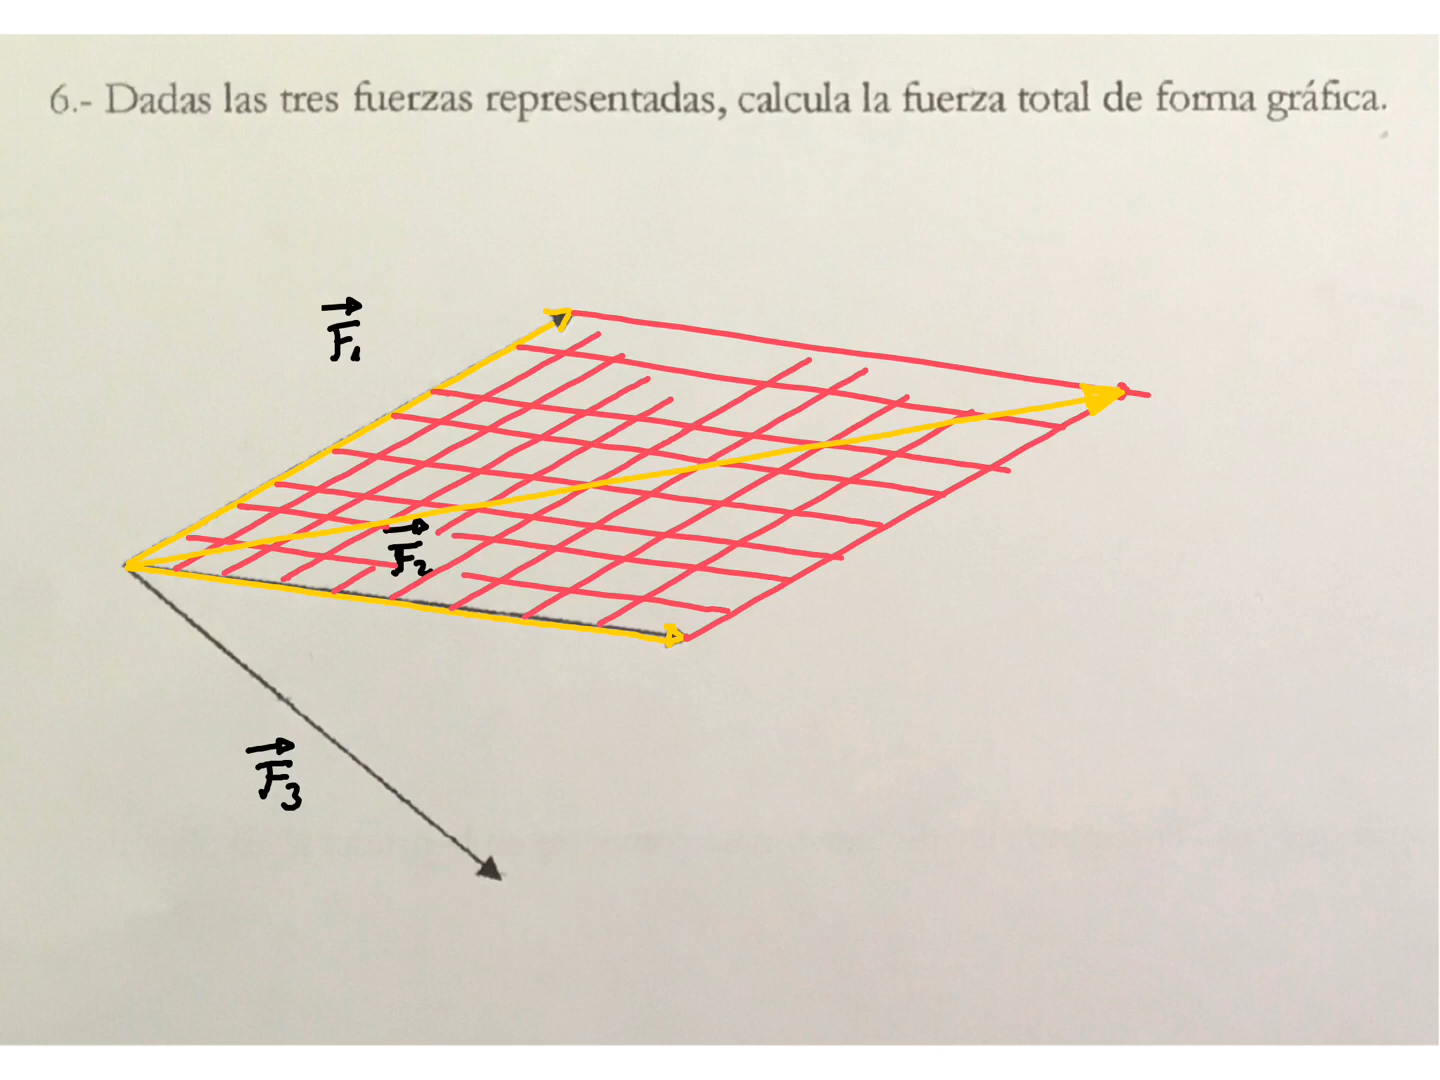 6.- Dadas las tres fuerzas representadas, calcula la fuerza total de forma gráfica.
F₁
F₂
F₃